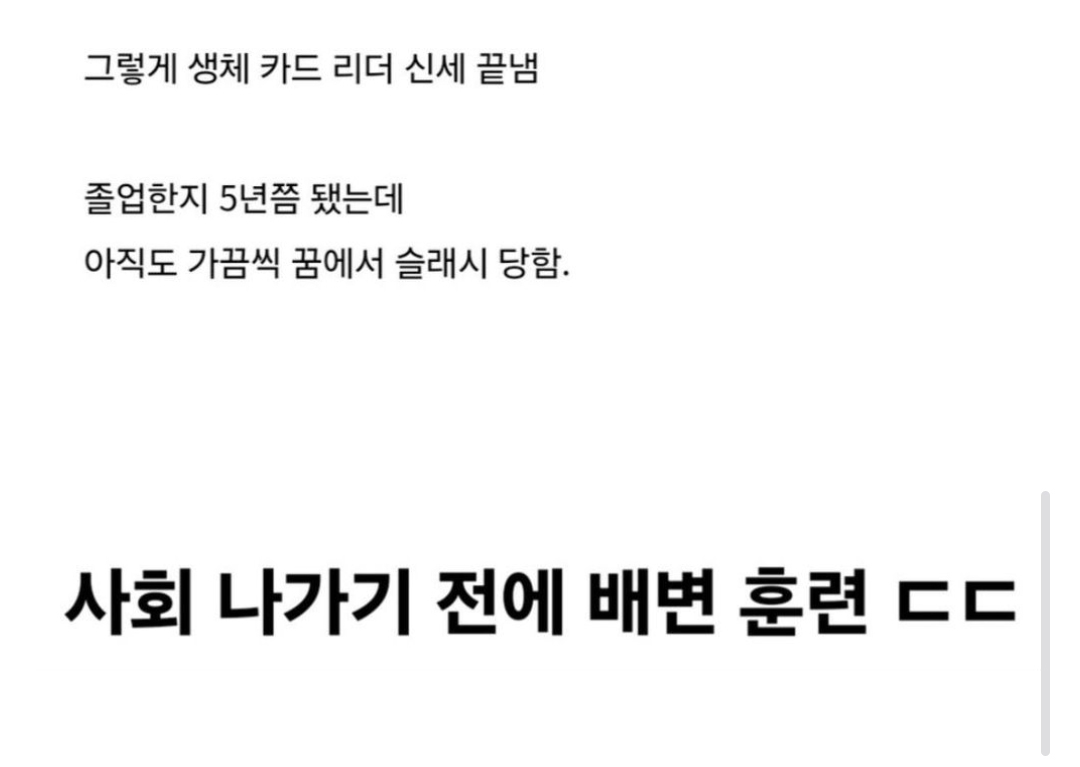 그렇게 생체 카드 리더 신세 끝냄
졸업한지 5년쯤 됐는데
아직도 가끔씩 꿈에서 슬래시 당함.
사회 나가기 전에 배변 훈련 ㄷㄷ